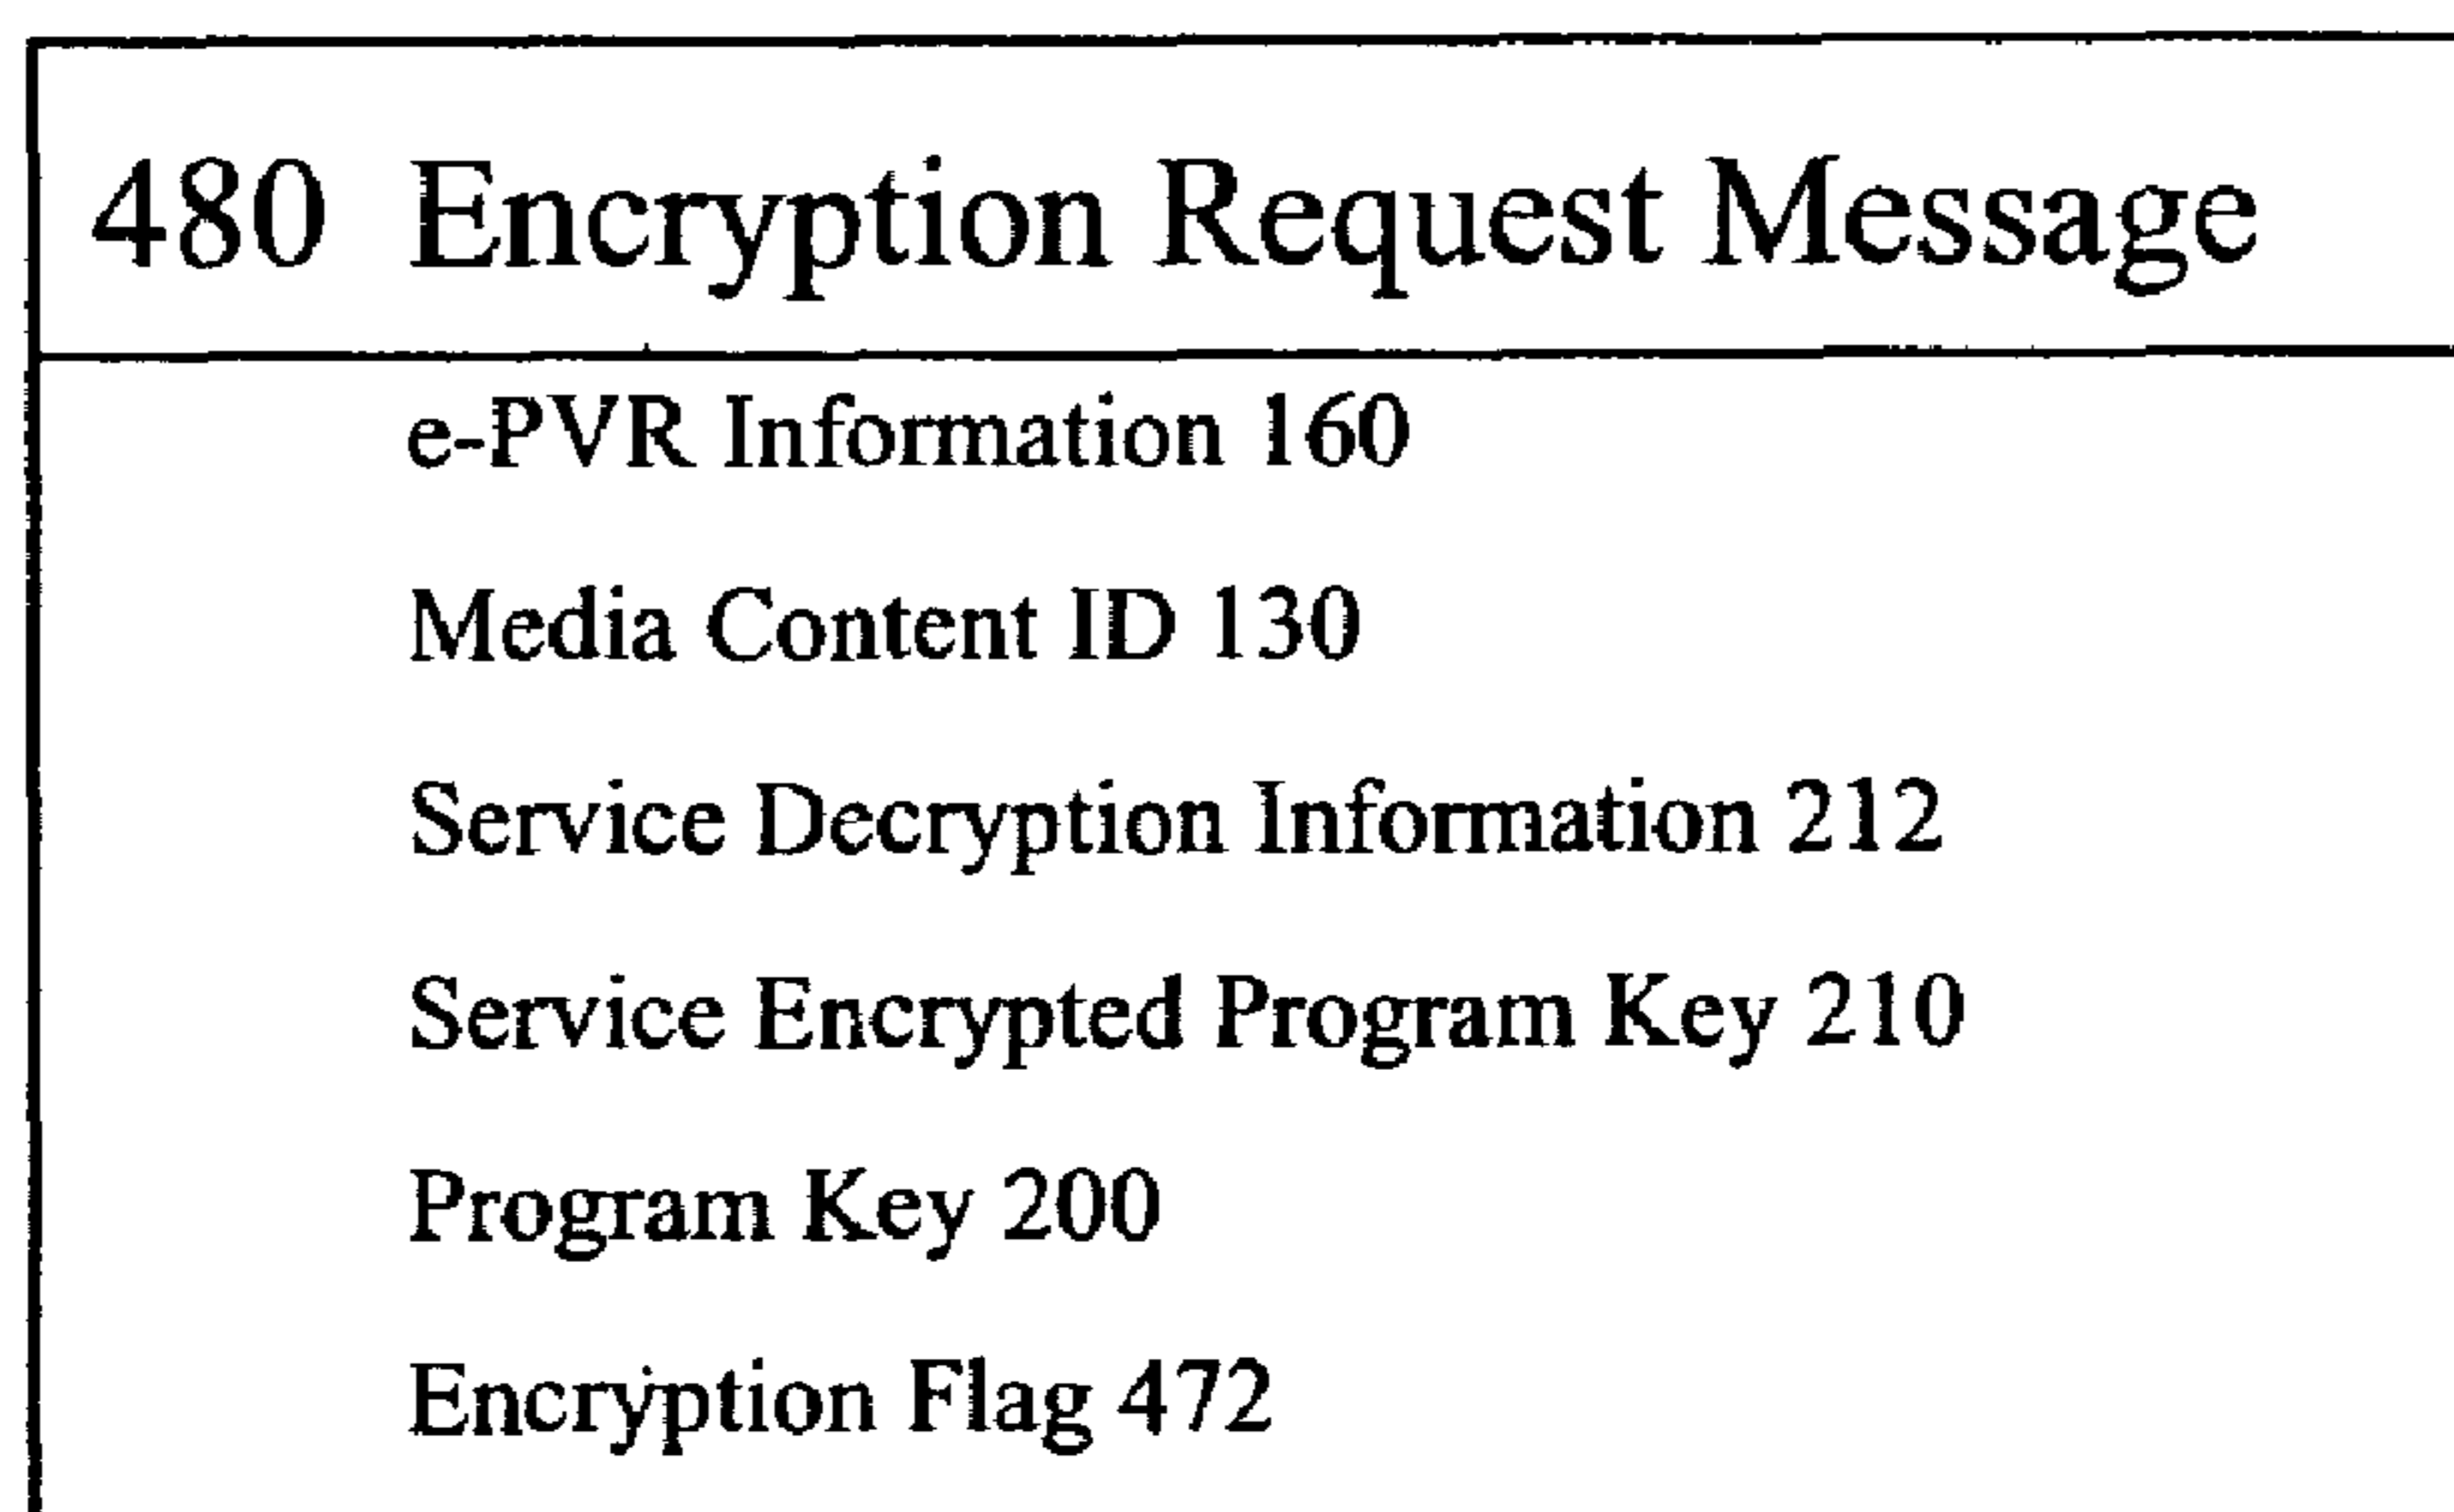 480 Encryption Request Message
e-PVR Information 160
Media Content ID 130
Service Decryption Information 212
Service Encrypted Program Key 210
Program Key 200
Encryption Flag 472